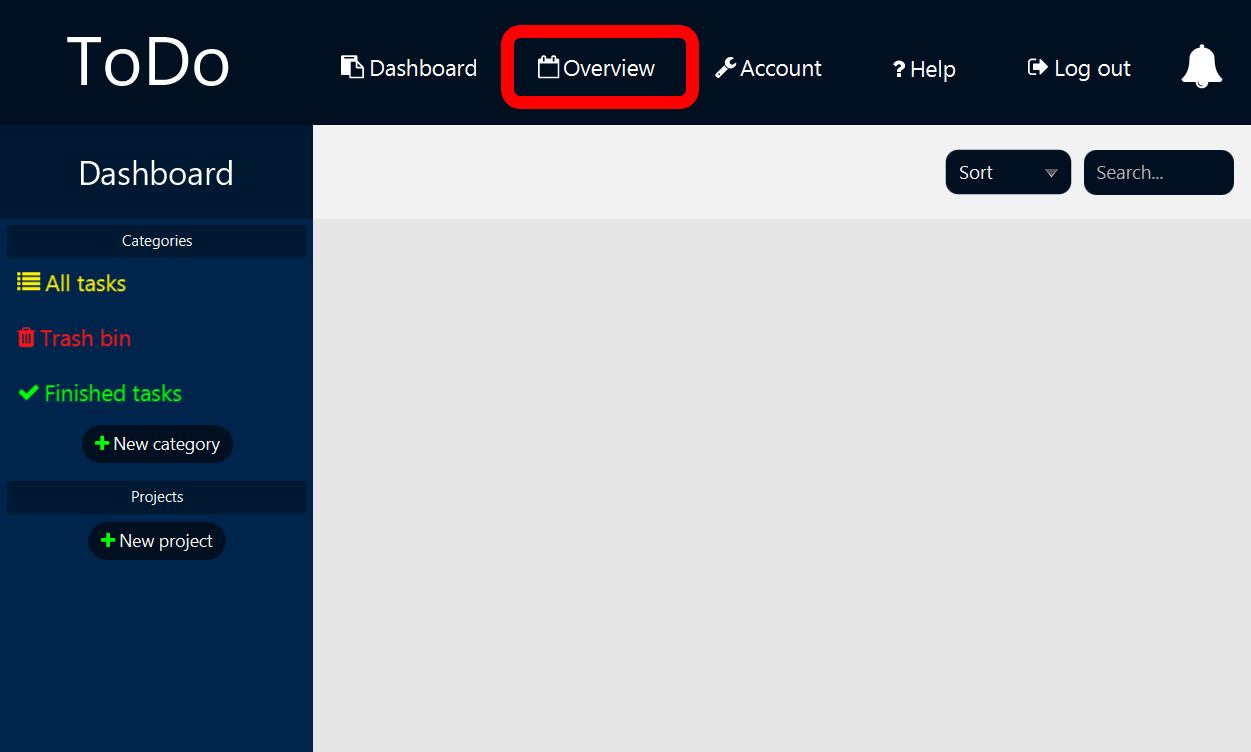 ToDo
Dashboard
Overview
Account
? Help
Log out
Dashboard
Sort
Search...
Categories
All tasks
Trash bin
Finished tasks
+ New category
Projects
+ New project